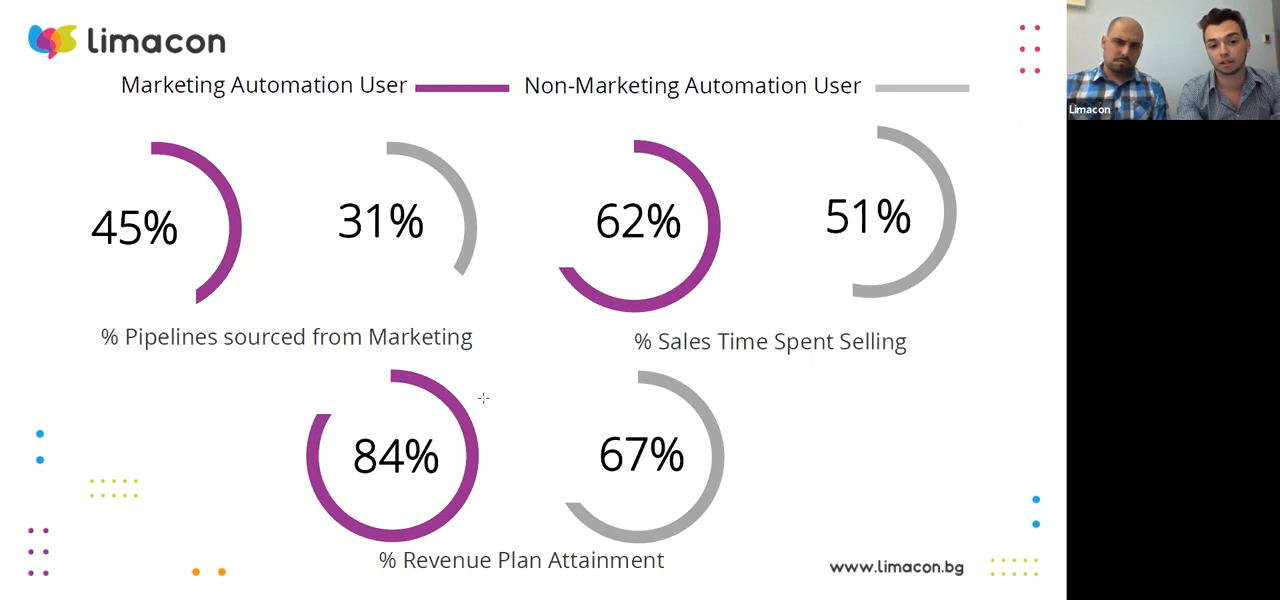 limacon
Marketing Automation User
Non-Marketing Automation User
45%
31%
62%
51%
% Pipelines sourced from Marketing
% Sales Time Spent Selling
84%
67%
% Revenue Plan Attainment
www.limacon.bg
Limacon